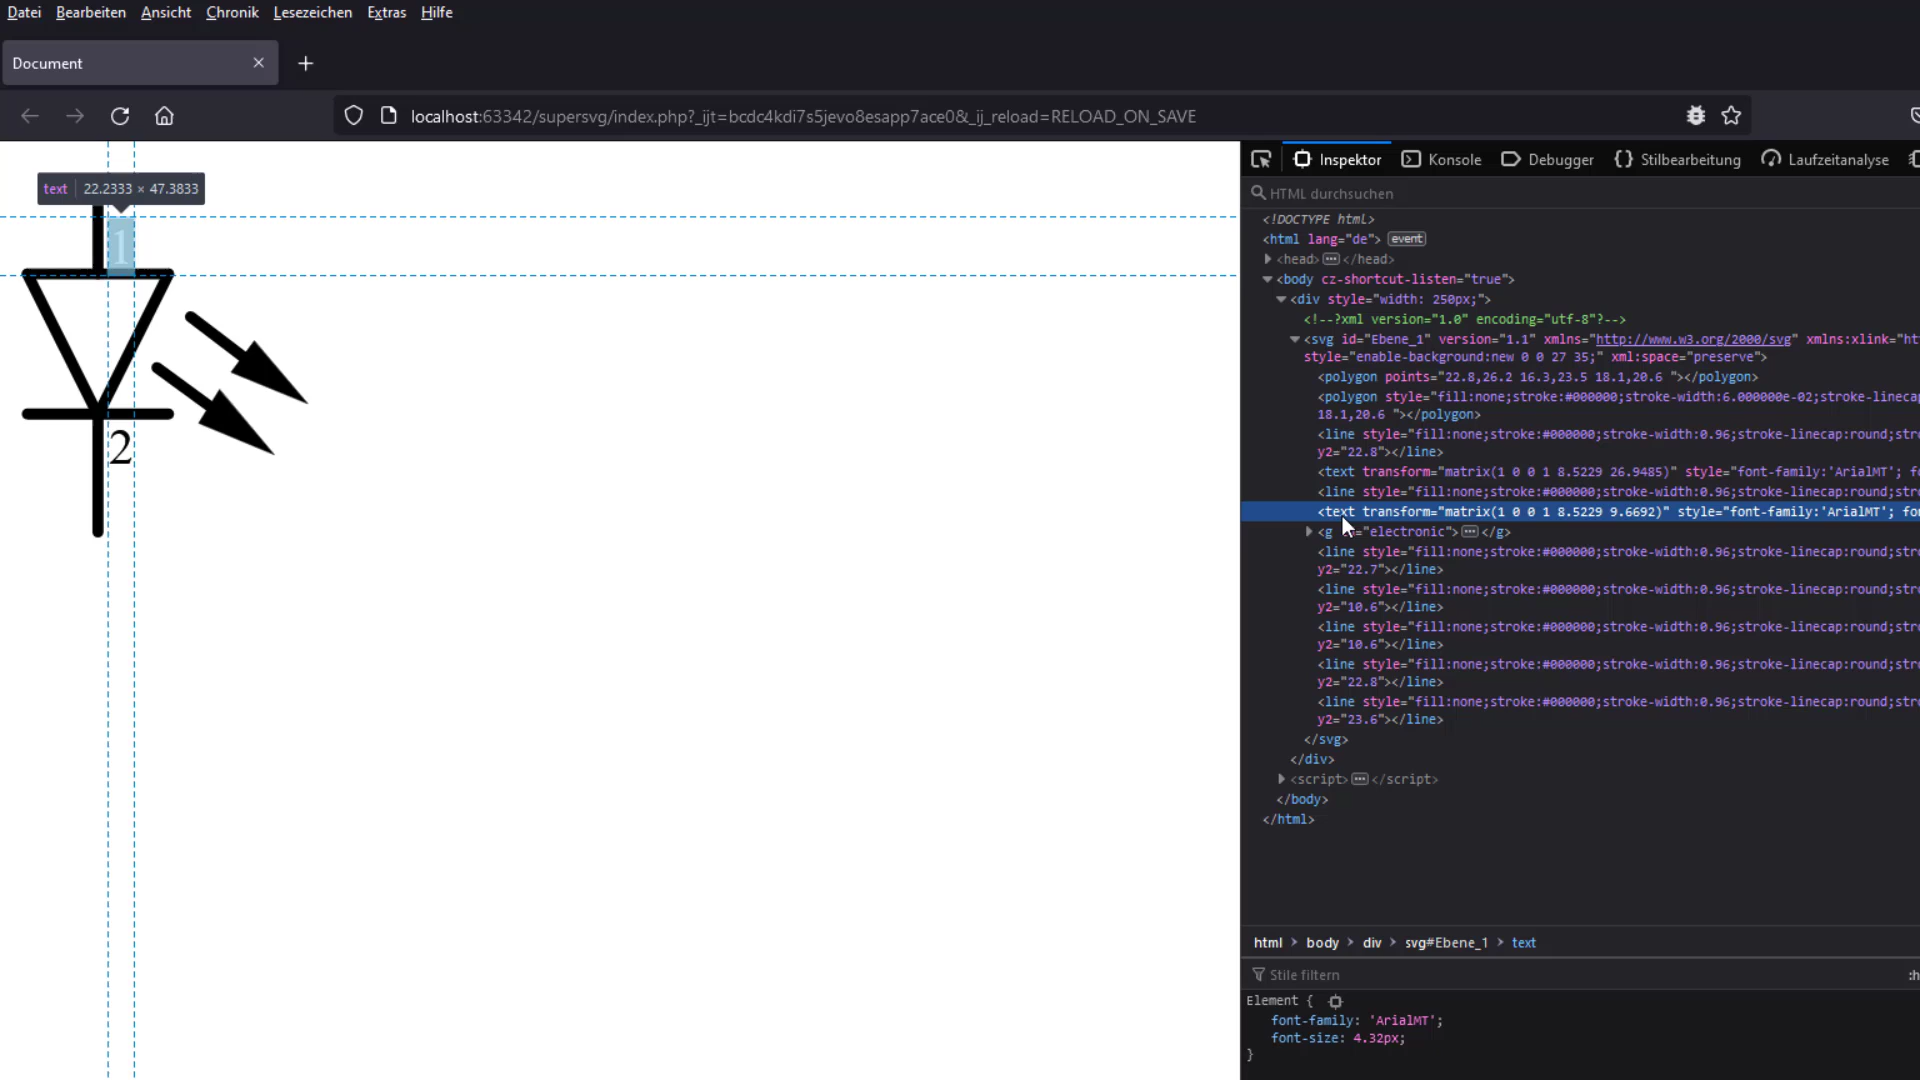 Datei Bearbeiten Ansicht Chronik Lesezeichen Extras Hilfe
Document
localhost:63342/supersvg/index.php?_ijt=bcdc4kdi7s5jevo8esapp7ace0&_ij_reload=RELOAD_ON_SAVE
text 22.2333 × 47.3833
1
2
Inspektor Konsole Debugger Stilbearbeitung Laufzeitanalyse
HTML durchsuchen
<!DOCTYPE html>
<html lang="de"> event
<head> ••• </head>
<body cz-shortcut-listen="true">
<div style="width: 250px;">
<!--?xml version="1.0" encoding="utf-8"?-->
<svg id="Ebene_1" version="1.1" xmlns="http://www.w3.org/2000/svg" xmlns:xlink="ht
style="enable-background:new 0 0 27 35;" xml:space="preserve">
<polygon points="22.8,26.2 16.3,23.5 18.1,20.6 "></polygon>
<polygon style="fill:none;stroke:#000000;stroke-width:6.000000e-02;stroke-lineca
18.1,20.6 "></polygon>
<line style="fill:none;stroke:#000000;stroke-width:0.96;stroke-linecap:round;str
y2="22.8"></line>
<text transform="matrix(1 0 0 1 8.5229 26.9485)" style="font-family:'ArialMT'; fo
<line style="fill:none;stroke:#000000;stroke-width:0.96;stroke-linecap:round;str
<text transform="matrix(1 0 0 1 8.5229 9.6692)" style="font-family:'ArialMT'; fon
<g ="electronic"> ••• </g>
<line style="fill:none;stroke:#000000;stroke-width:0.96;stroke-linecap:round;str
y2="22.7"></line>
<line style="fill:none;stroke:#000000;stroke-width:0.96;stroke-linecap:round;str
y2="10.6"></line>
<line style="fill:none;stroke:#000000;stroke-width:0.96;stroke-linecap:round;str
y2="10.6"></line>
<line style="fill:none;stroke:#000000;stroke-width:0.96;stroke-linecap:round;str
y2="22.8"></line>
<line style="fill:none;stroke:#000000;stroke-width:0.96;stroke-linecap:round;str
y2="23.6"></line>
</svg>
</div>
<script> ••• </script>
</body>
</html>
html > body > div > svg#Ebene_1 > text
Stile filtern :h
Element {
font-family: 'ArialMT';
font-size: 4.32px;
}